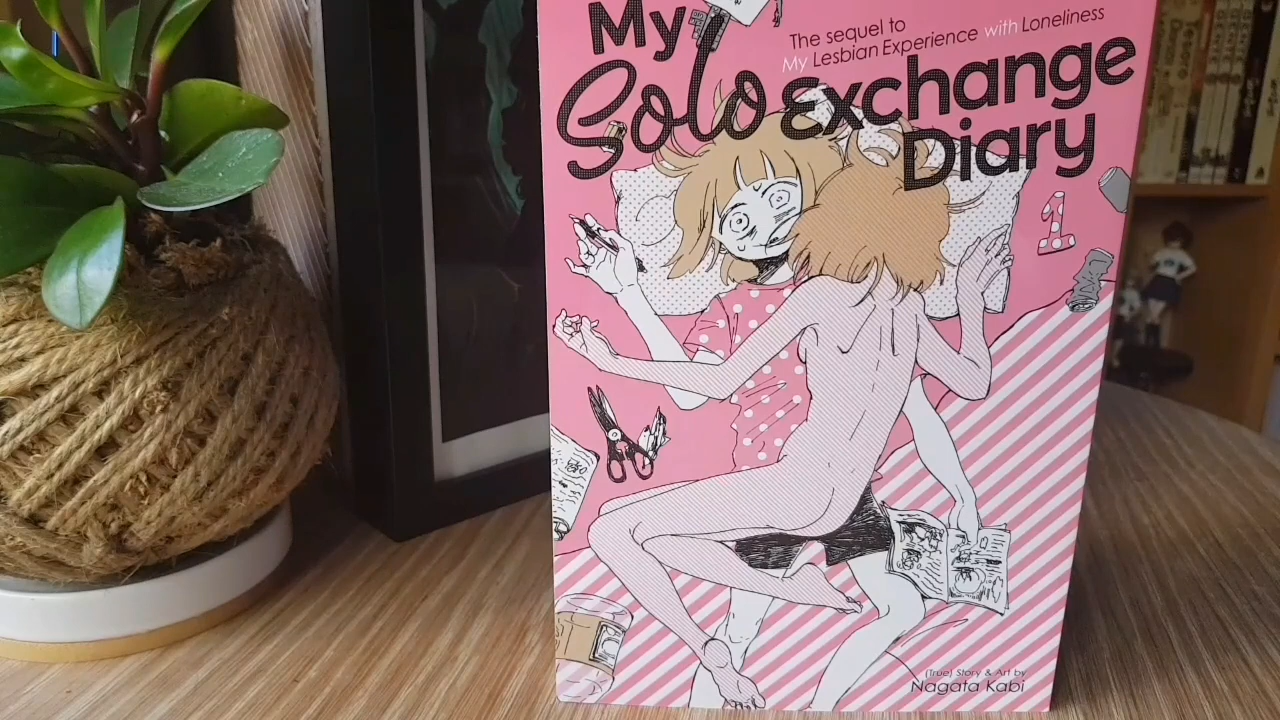 My
Solo Exchange
Diary
The sequel to
My Lesbian Experience with Loneliness
1
(True) Story & Art by
Nagata Kabi